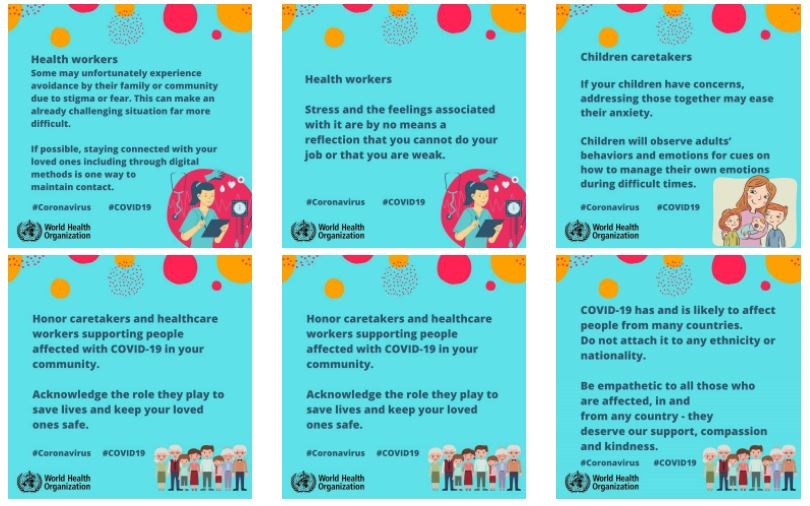 Health workers
Some may unfortunately experience
avoidance by their family or community
due to stigma or fear. This can make an
already challenging situation far more
difficult.
If possible, staying connected with your
loved ones including through digital
methods is one way to
maintain contact.
#Coronavirus #COVID19
World Health
Organization
Health workers
Stress and the feelings associated
with it are by no means a
reflection that you cannot do your
job or that you are weak.
#Coronavirus #COVID19
World Health
Organization
Children caretakers
If your children have concerns,
addressing those together may ease
their anxiety.
Children will observe adults'
behaviors and emotions for cues on
how to manage their own emotions
during difficult times.
#Coronavirus #COVID19
World Health
Organization
Honor caretakers and healthcare
workers supporting people
affected with COVID-19 in your
community.
Acknowledge the role they play to
save lives and keep your loved
ones safe.
#Coronavirus #COVID19
World Health
Organization
Honor caretakers and healthcare
workers supporting people
affected with COVID-19 in your
community.
Acknowledge the role they play to
save lives and keep your loved
ones safe.
#Coronavirus #COVID19
World Health
Organization
COVID-19 has and is likely to affect
people from many countries.
Do not attach it to any ethnicity or
nationality.
Be empathetic to all those who
are affected, in and
from any country - they
deserve our support, compassion
and kindness.
#Coronavirus #COVID19
World Health
Organization